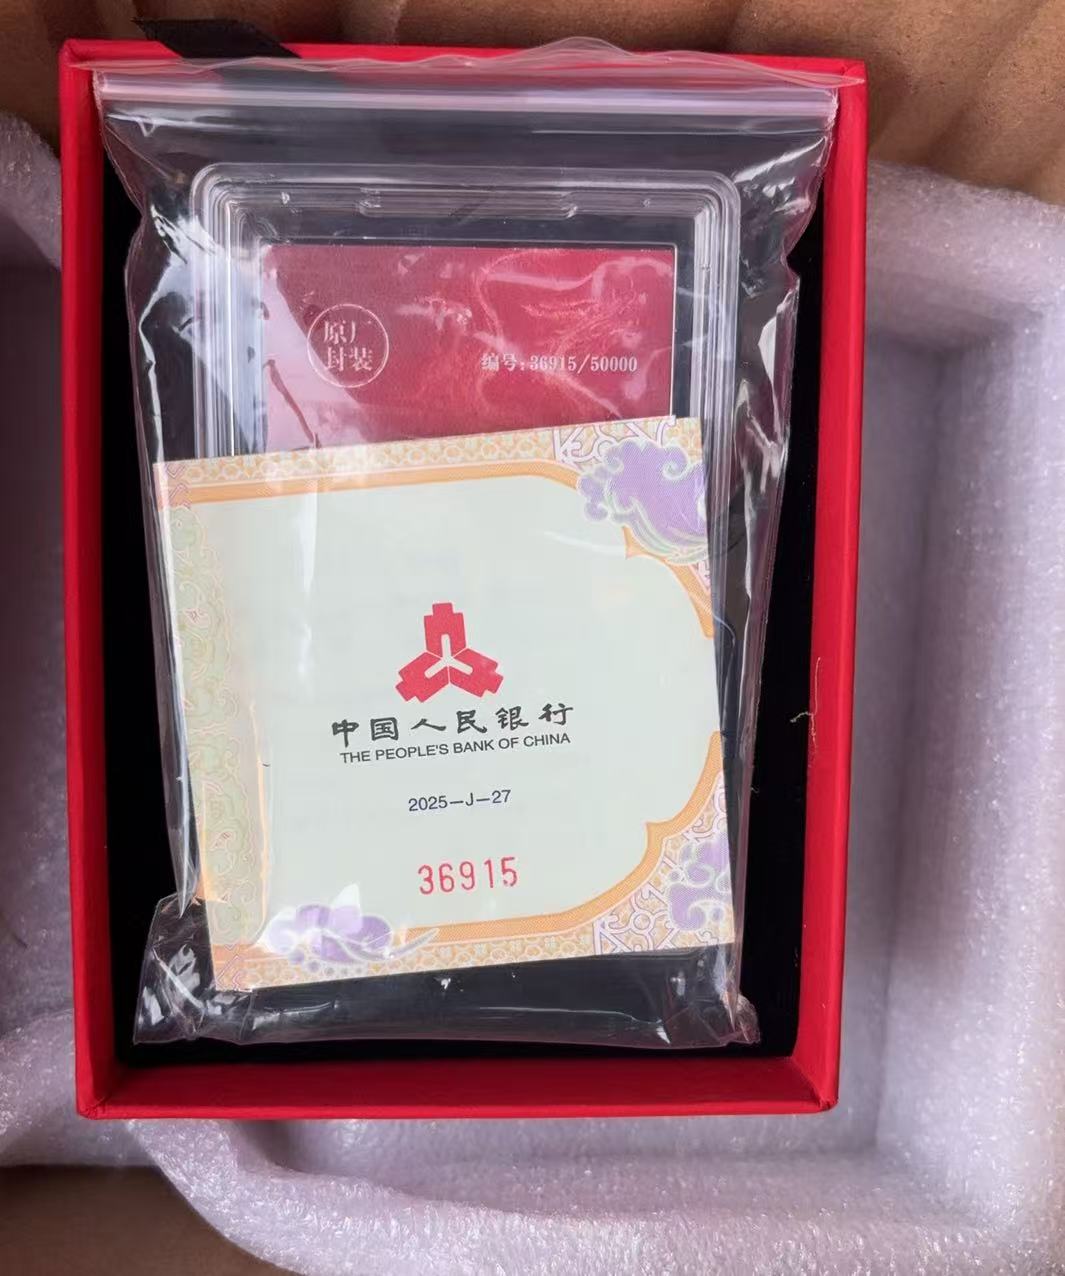 原厂
封装
编号:36915/50000
中国人民银行
THE PEOPLE'S BANK OF CHINA
2025-J-27
36915